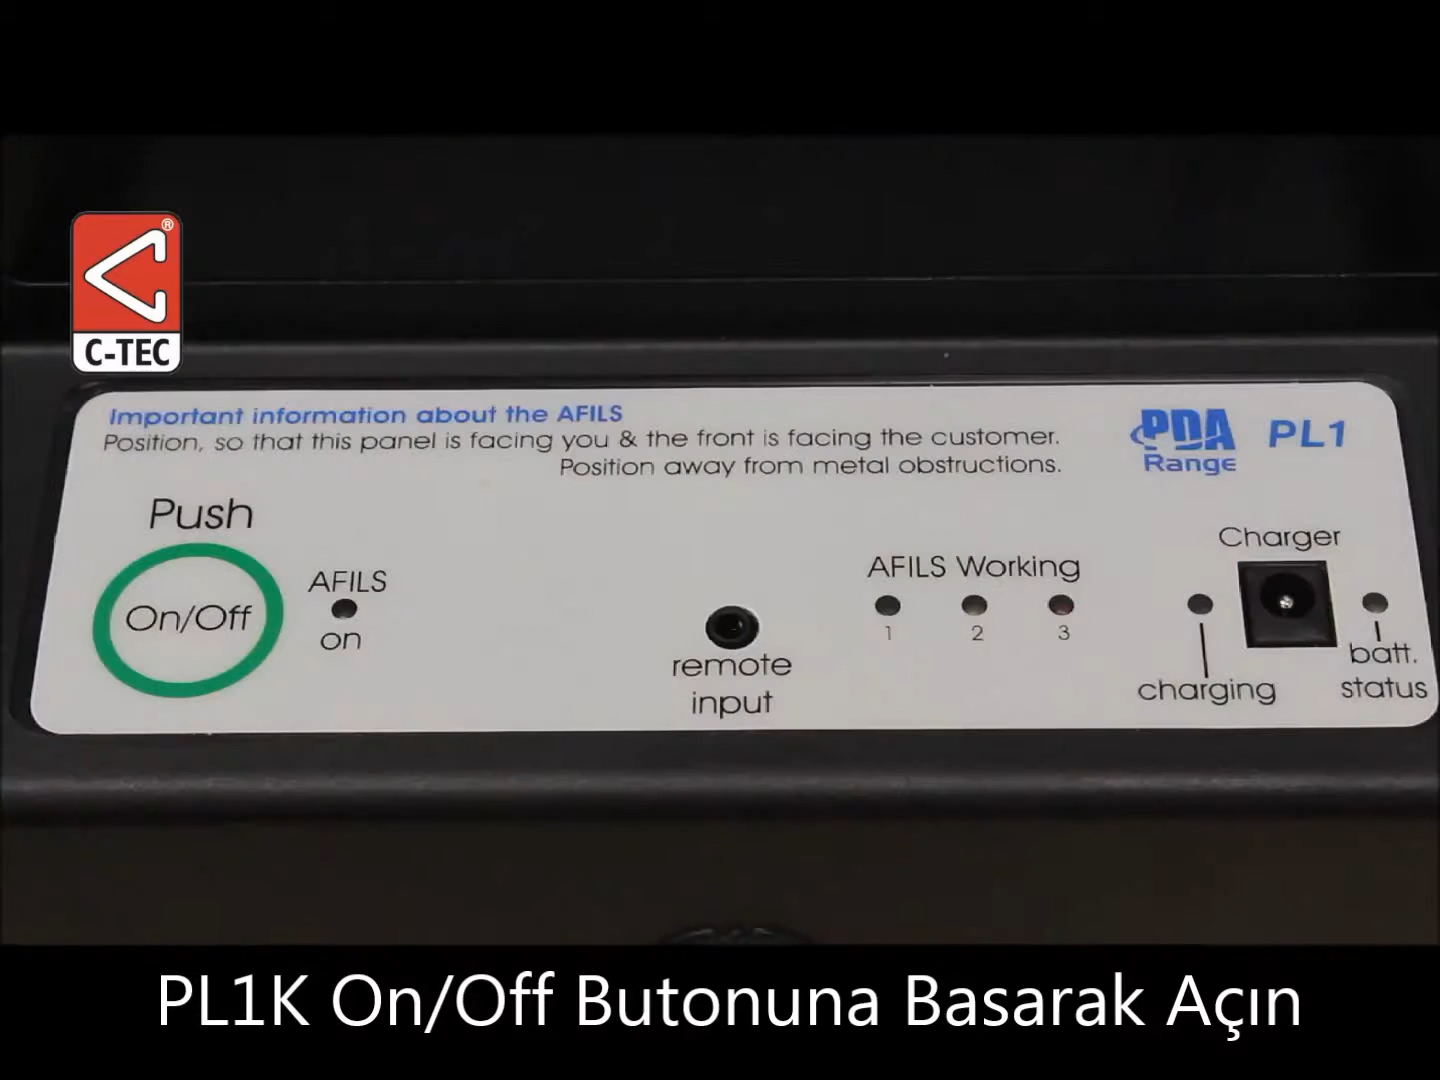 ®
C-TEC
Important information about the AFILS
Position, so that this panel is facing you & the front is facing the customer.
Position away from metal obstructions.
PDA
Range
PL1
Push
On/Off
AFILS
on
remote
input
AFILS Working
1 2 3
Charger
charging
batt.
status
PL1K On/Off Butonuna Basarak Açın